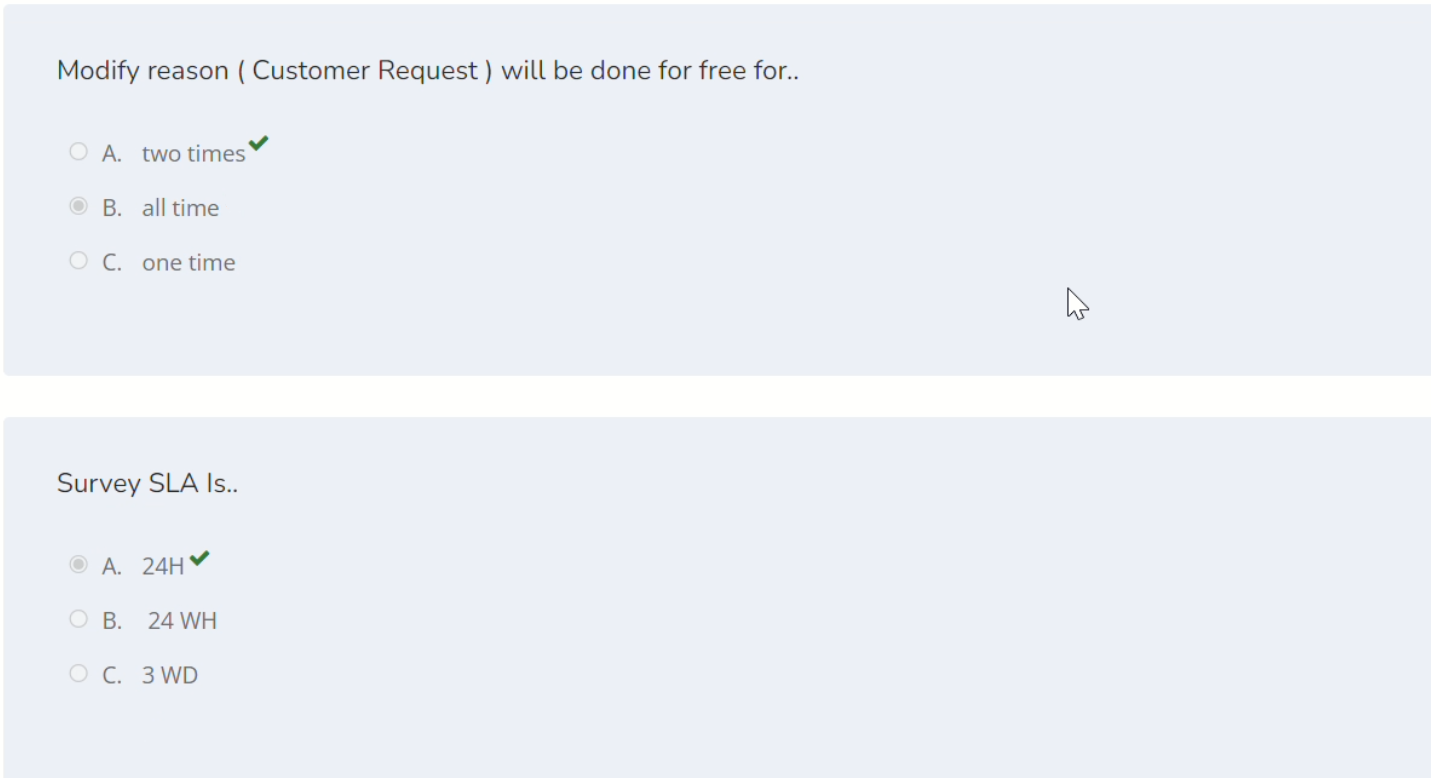 Modify reason ( Customer Request ) will be done for free for..
A. two times
B. all time
C. one time
Survey SLA Is..
A. 24H
B. 24 WH
C. 3 WD